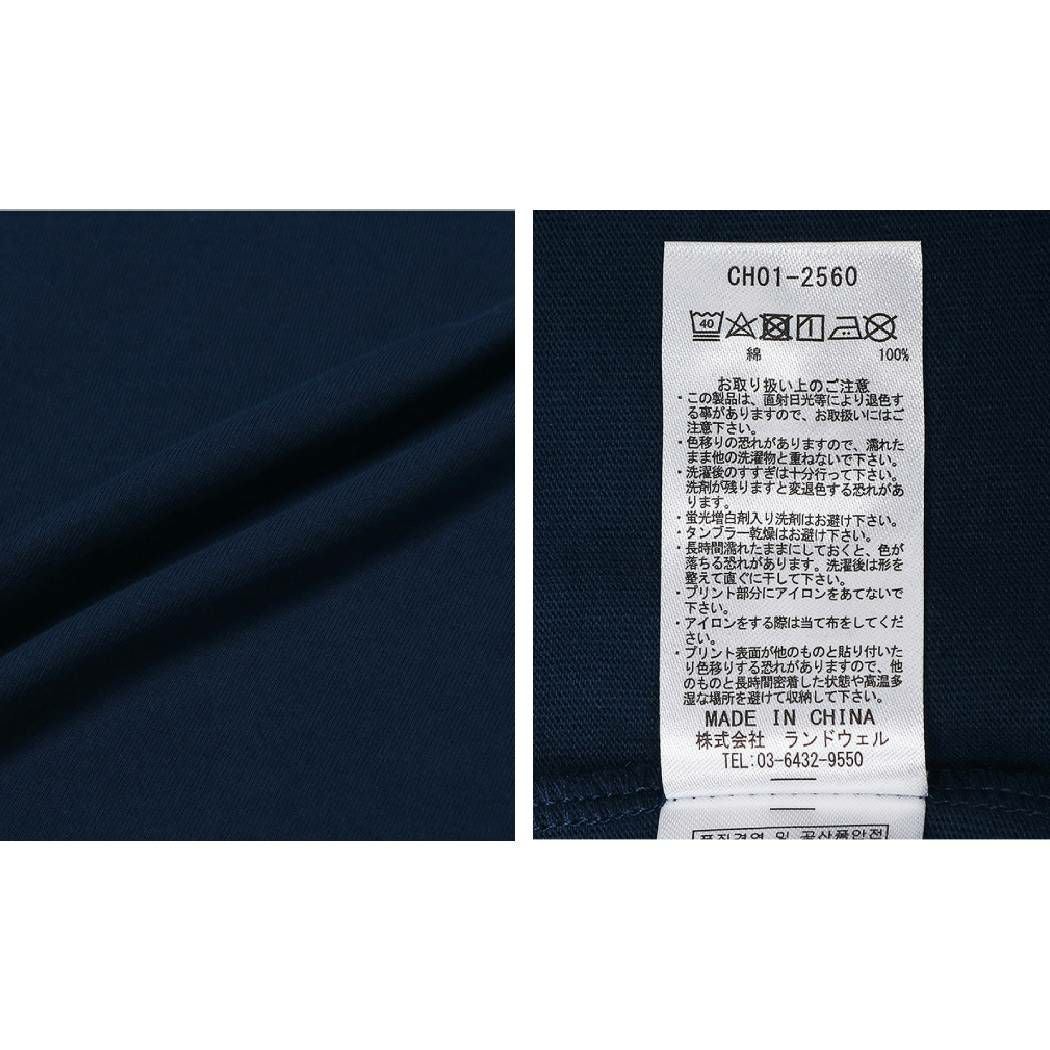 CH01-2560
40
綿 100%
お取り扱い上のご注意
・この製品は、直射日光等により退色す
る事がありますので、お取扱いにはご
注意下さい。
・色移りの恐れがありますので、濡れた
まま他の洗濯物と重ねないで下さい。
・洗濯後のすすぎは十分行って下さい。
洗剤が残りますと変退色する恐れがあ
ります。
・蛍光増白剤入り洗剤はお避け下さい。
・タンブラー乾燥はお避け下さい。
・長時間濡れたままにしておくと、色が
落ちる恐れがあります。洗濯後は形を
整えて直ぐに干して下さい。
・プリント部分にアイロンをあてないで
下さい。
・アイロンをする際は当て布をしてくだ
さい。
・プリント表面が他のものと貼り付いた
り色移りする恐れがありますので、他
のものと長時間密着した状態や高温多
湿な場所を避けて収納して下さい。
MADE IN CHINA
株式会社 ランドウェル
TEL:03-6432-9550
품질경영 및 공산품안전